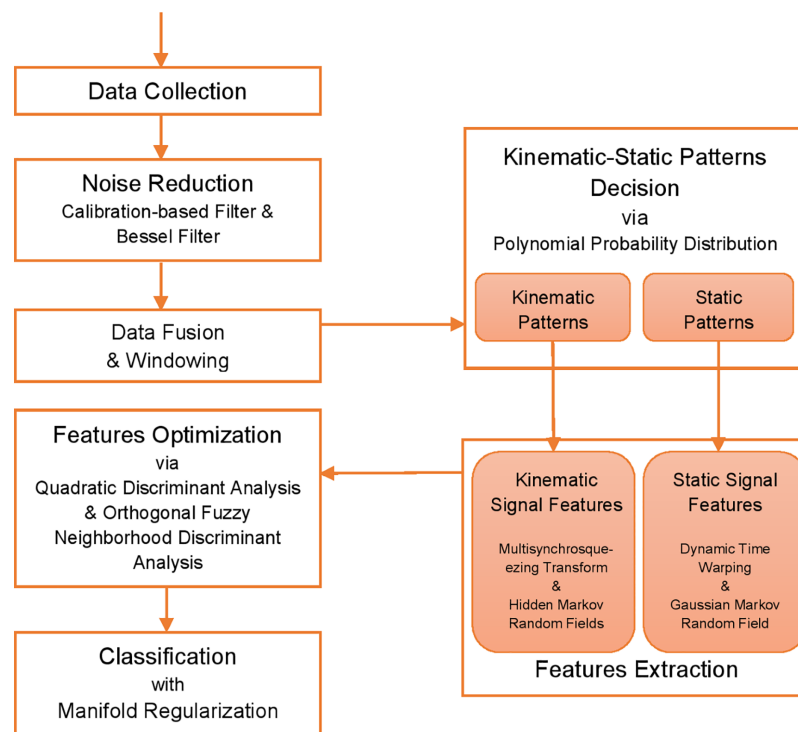 Data Collection
Noise Reduction
Calibration-based Filter &
Bessel Filter
Data Fusion
& Windowing
Kinematic-Static Patterns
Decision
via
Polynomial Probability Distribution
Kinematic
Patterns
Static
Patterns
Kinematic
Signal Features
Multisynchrosque-
ezing Transform
&
Hidden Markov
Random Fields
Static Signal
Features
Dynamic Time
Warping
&
Gaussian Markov
Random Field
Features Extraction
Features Optimization
via
Quadratic Discriminant Analysis
& Orthogonal Fuzzy
Neighborhood Discriminant
Analysis
Classification
with
Manifold Regularization